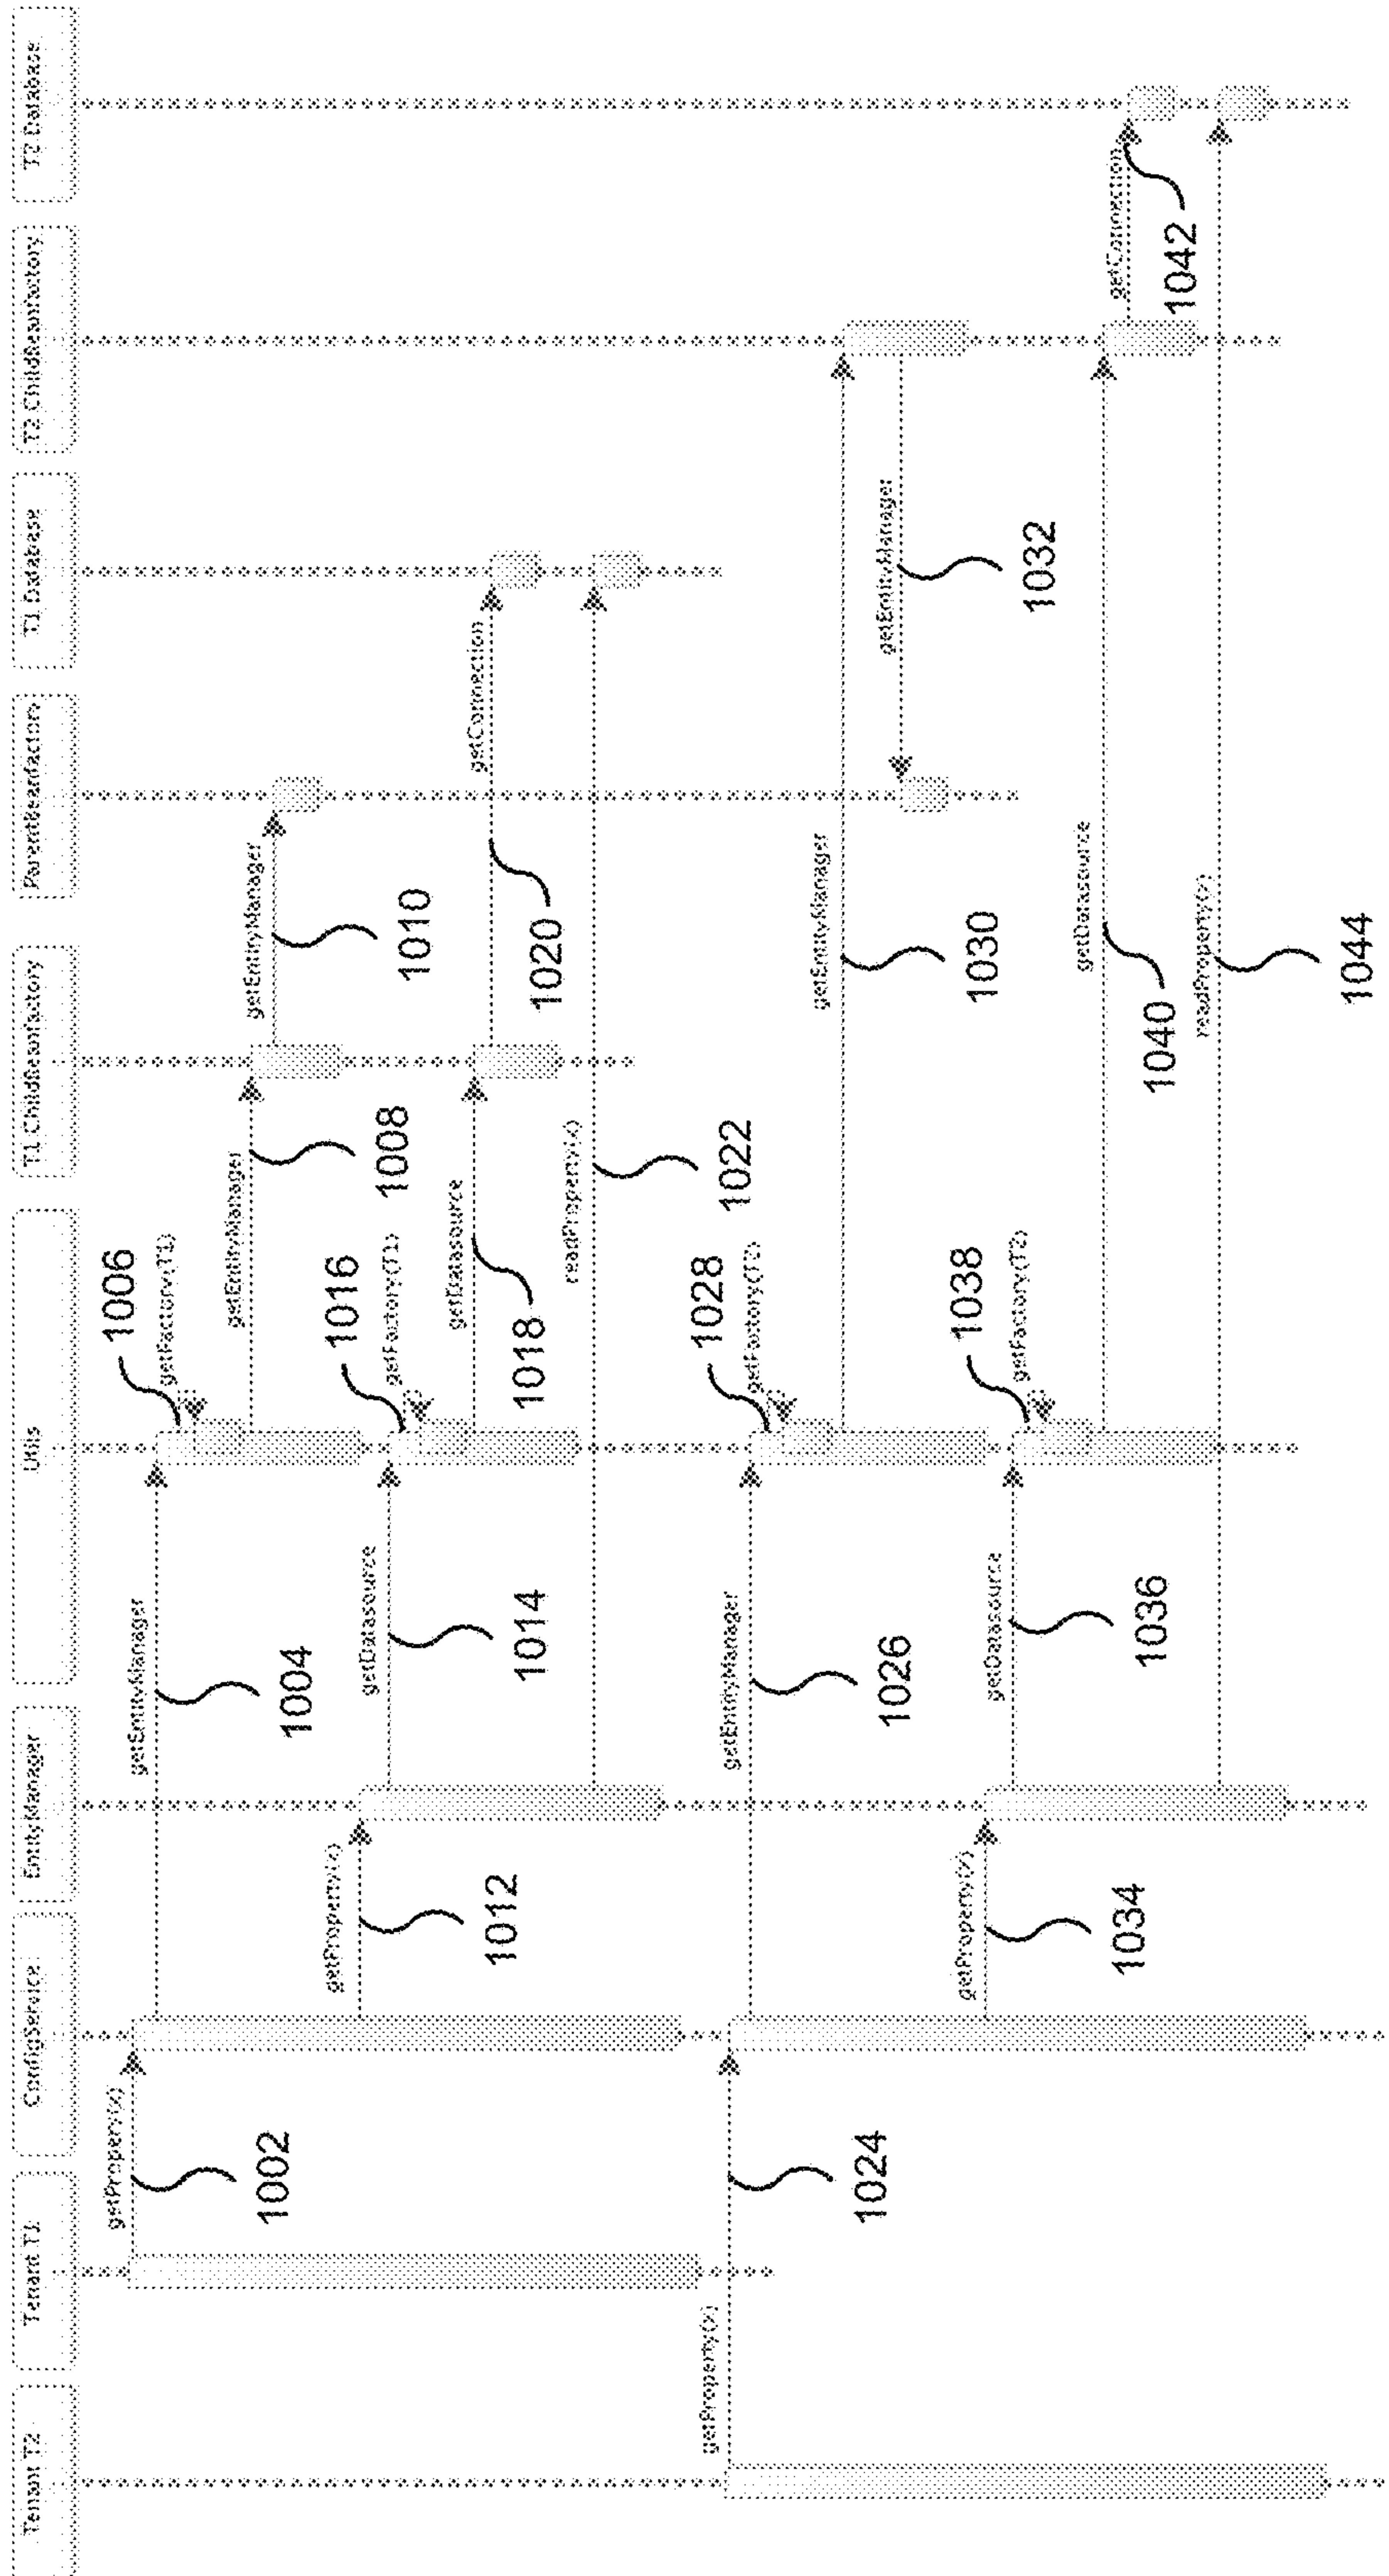 Tenant T2
Tenant T1
ConfigService
EntityManager
Utils
T1 ChildBeanfactory
ParentBeanfactory
T1 Database
T2 ChildBeanfactory
T2 Database
getProperty(x)
1002
getEntityManager
1004
1006
getFactory(T1)
getEntityManager
1008
getEntityManager
1010
getProperty(x)
1012
getDatasource
1014
1016
getFactory(T1)
getDatasource
1018
getConnection
1020
readProperty(x)
1022
getProperty(x)
1024
getEntityManager
1026
1028
getFactory(T2)
getEntityManager
1030
getEntityManager
1032
getProperty(x)
1034
getDatasource
1036
1038
getFactory(T2)
getDatasource
1040
getConnection
1042
readProperty(x)
1044